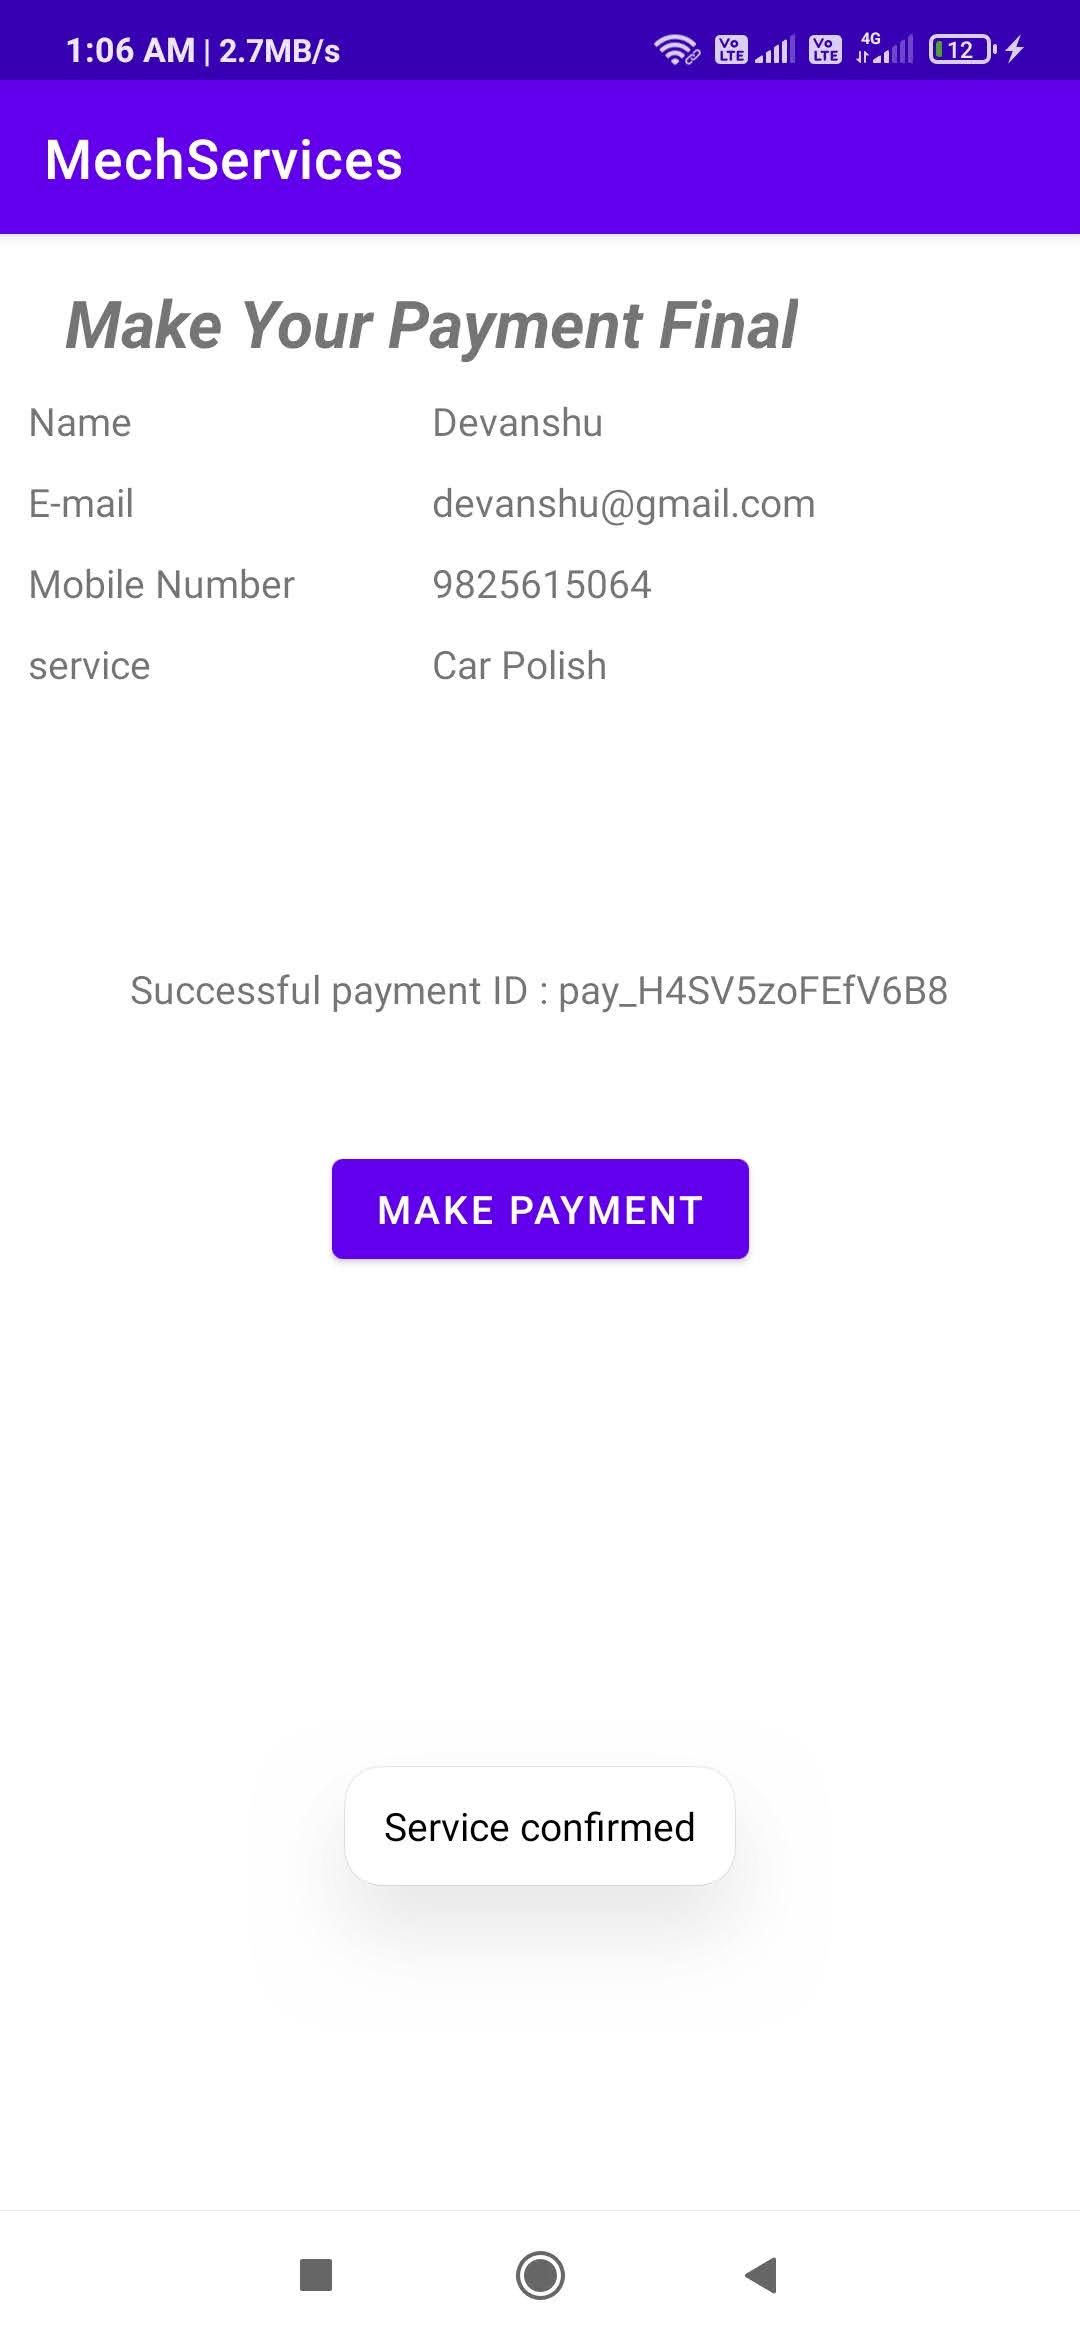 1:06 AM | 2.7MB/s Vo LTE Vo LTE 4G 12
MechServices
Make Your Payment Final
Name Devanshu
E-mail devanshu@gmail.com
Mobile Number 9825615064
service Car Polish
Successful payment ID : pay_H4SV5zoFEfV6B8
MAKE PAYMENT
Service confirmed